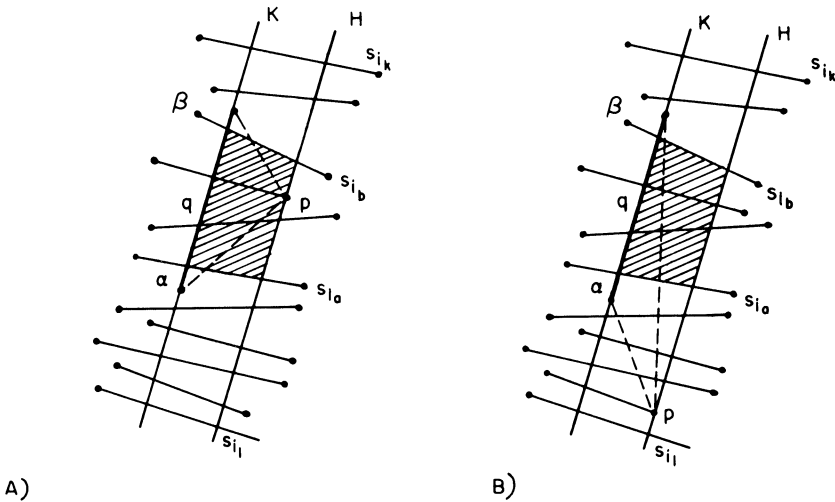 K H
s_{i_k}
β
s_{i_b}
q p
α
s_{i_a}
s_{i_1}
A)
K H
s_{i_k}
β
s_{i_b}
q
α
s_{i_a}
p
s_{i_1}
B)